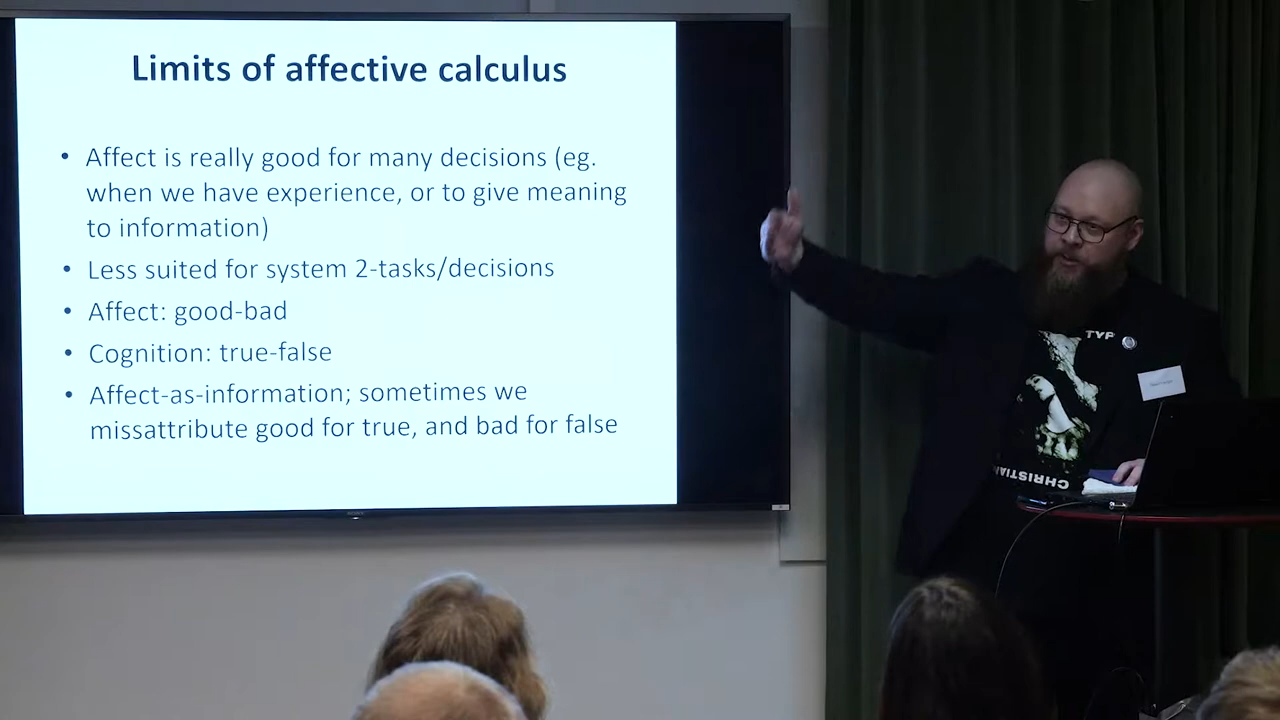 Limits of affective calculus
• Affect is really good for many decisions (eg.
when we have experience, or to give meaning
to information)
• Less suited for system 2-tasks/decisions
• Affect: good-bad
• Cognition: true-false
• Affect-as-information; sometimes we
missattribute good for true, and bad for false
TYP
CHRISTIAN